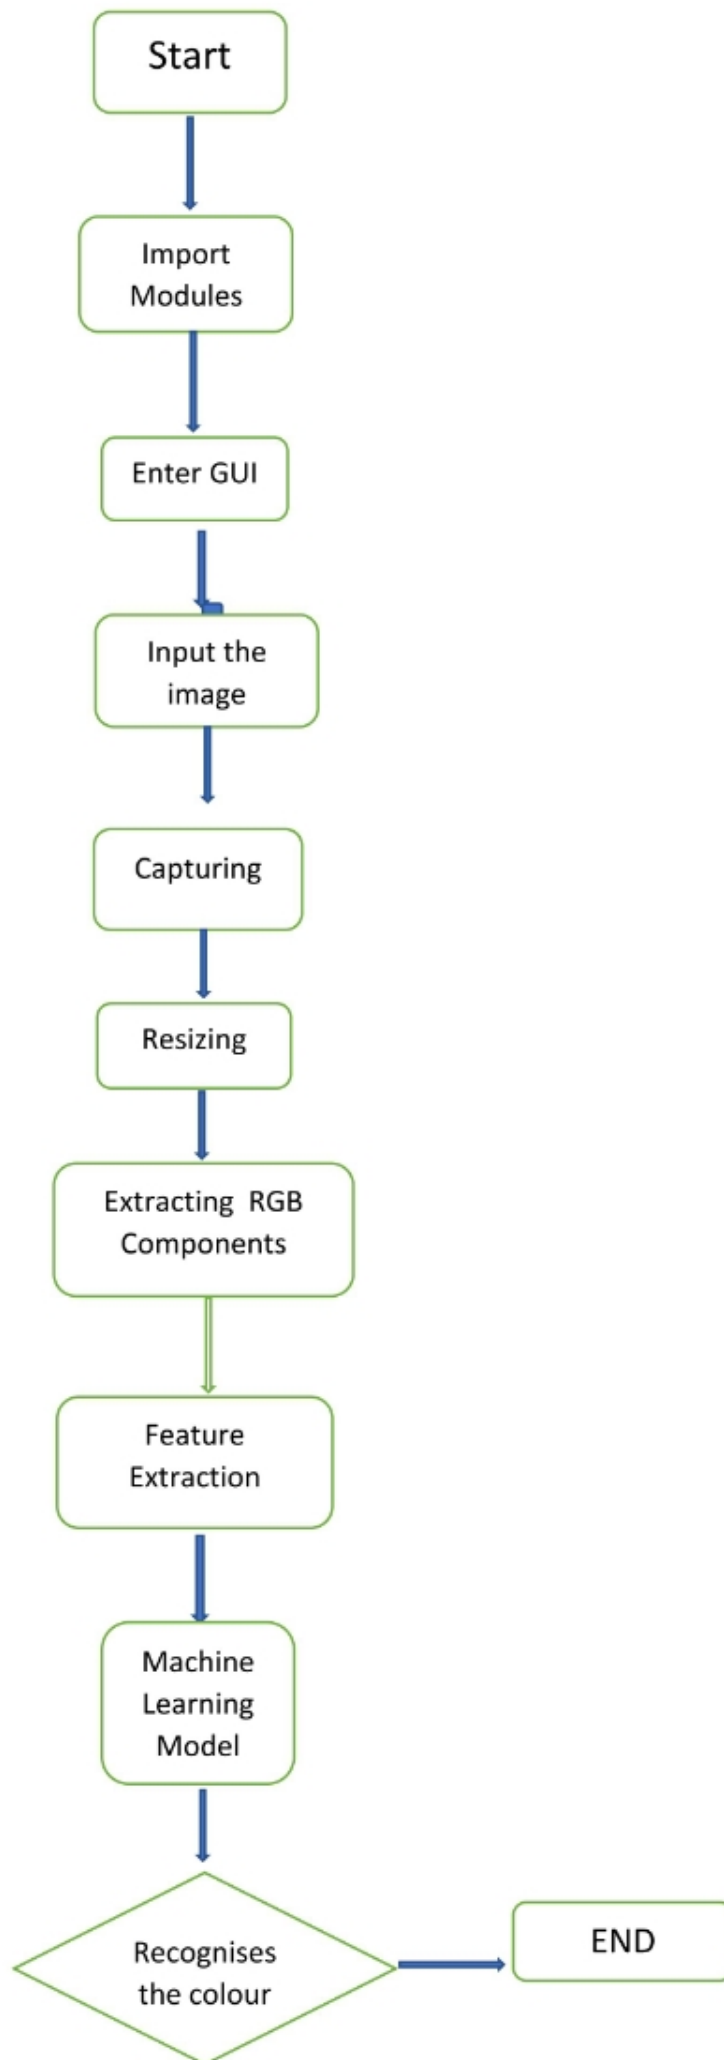 Start
Import
Modules
Enter GUI
Input the
image
Capturing
Resizing
Extracting  RGB
Components
Feature
Extraction
Machine
Learning
Model
Recognises
the colour
END